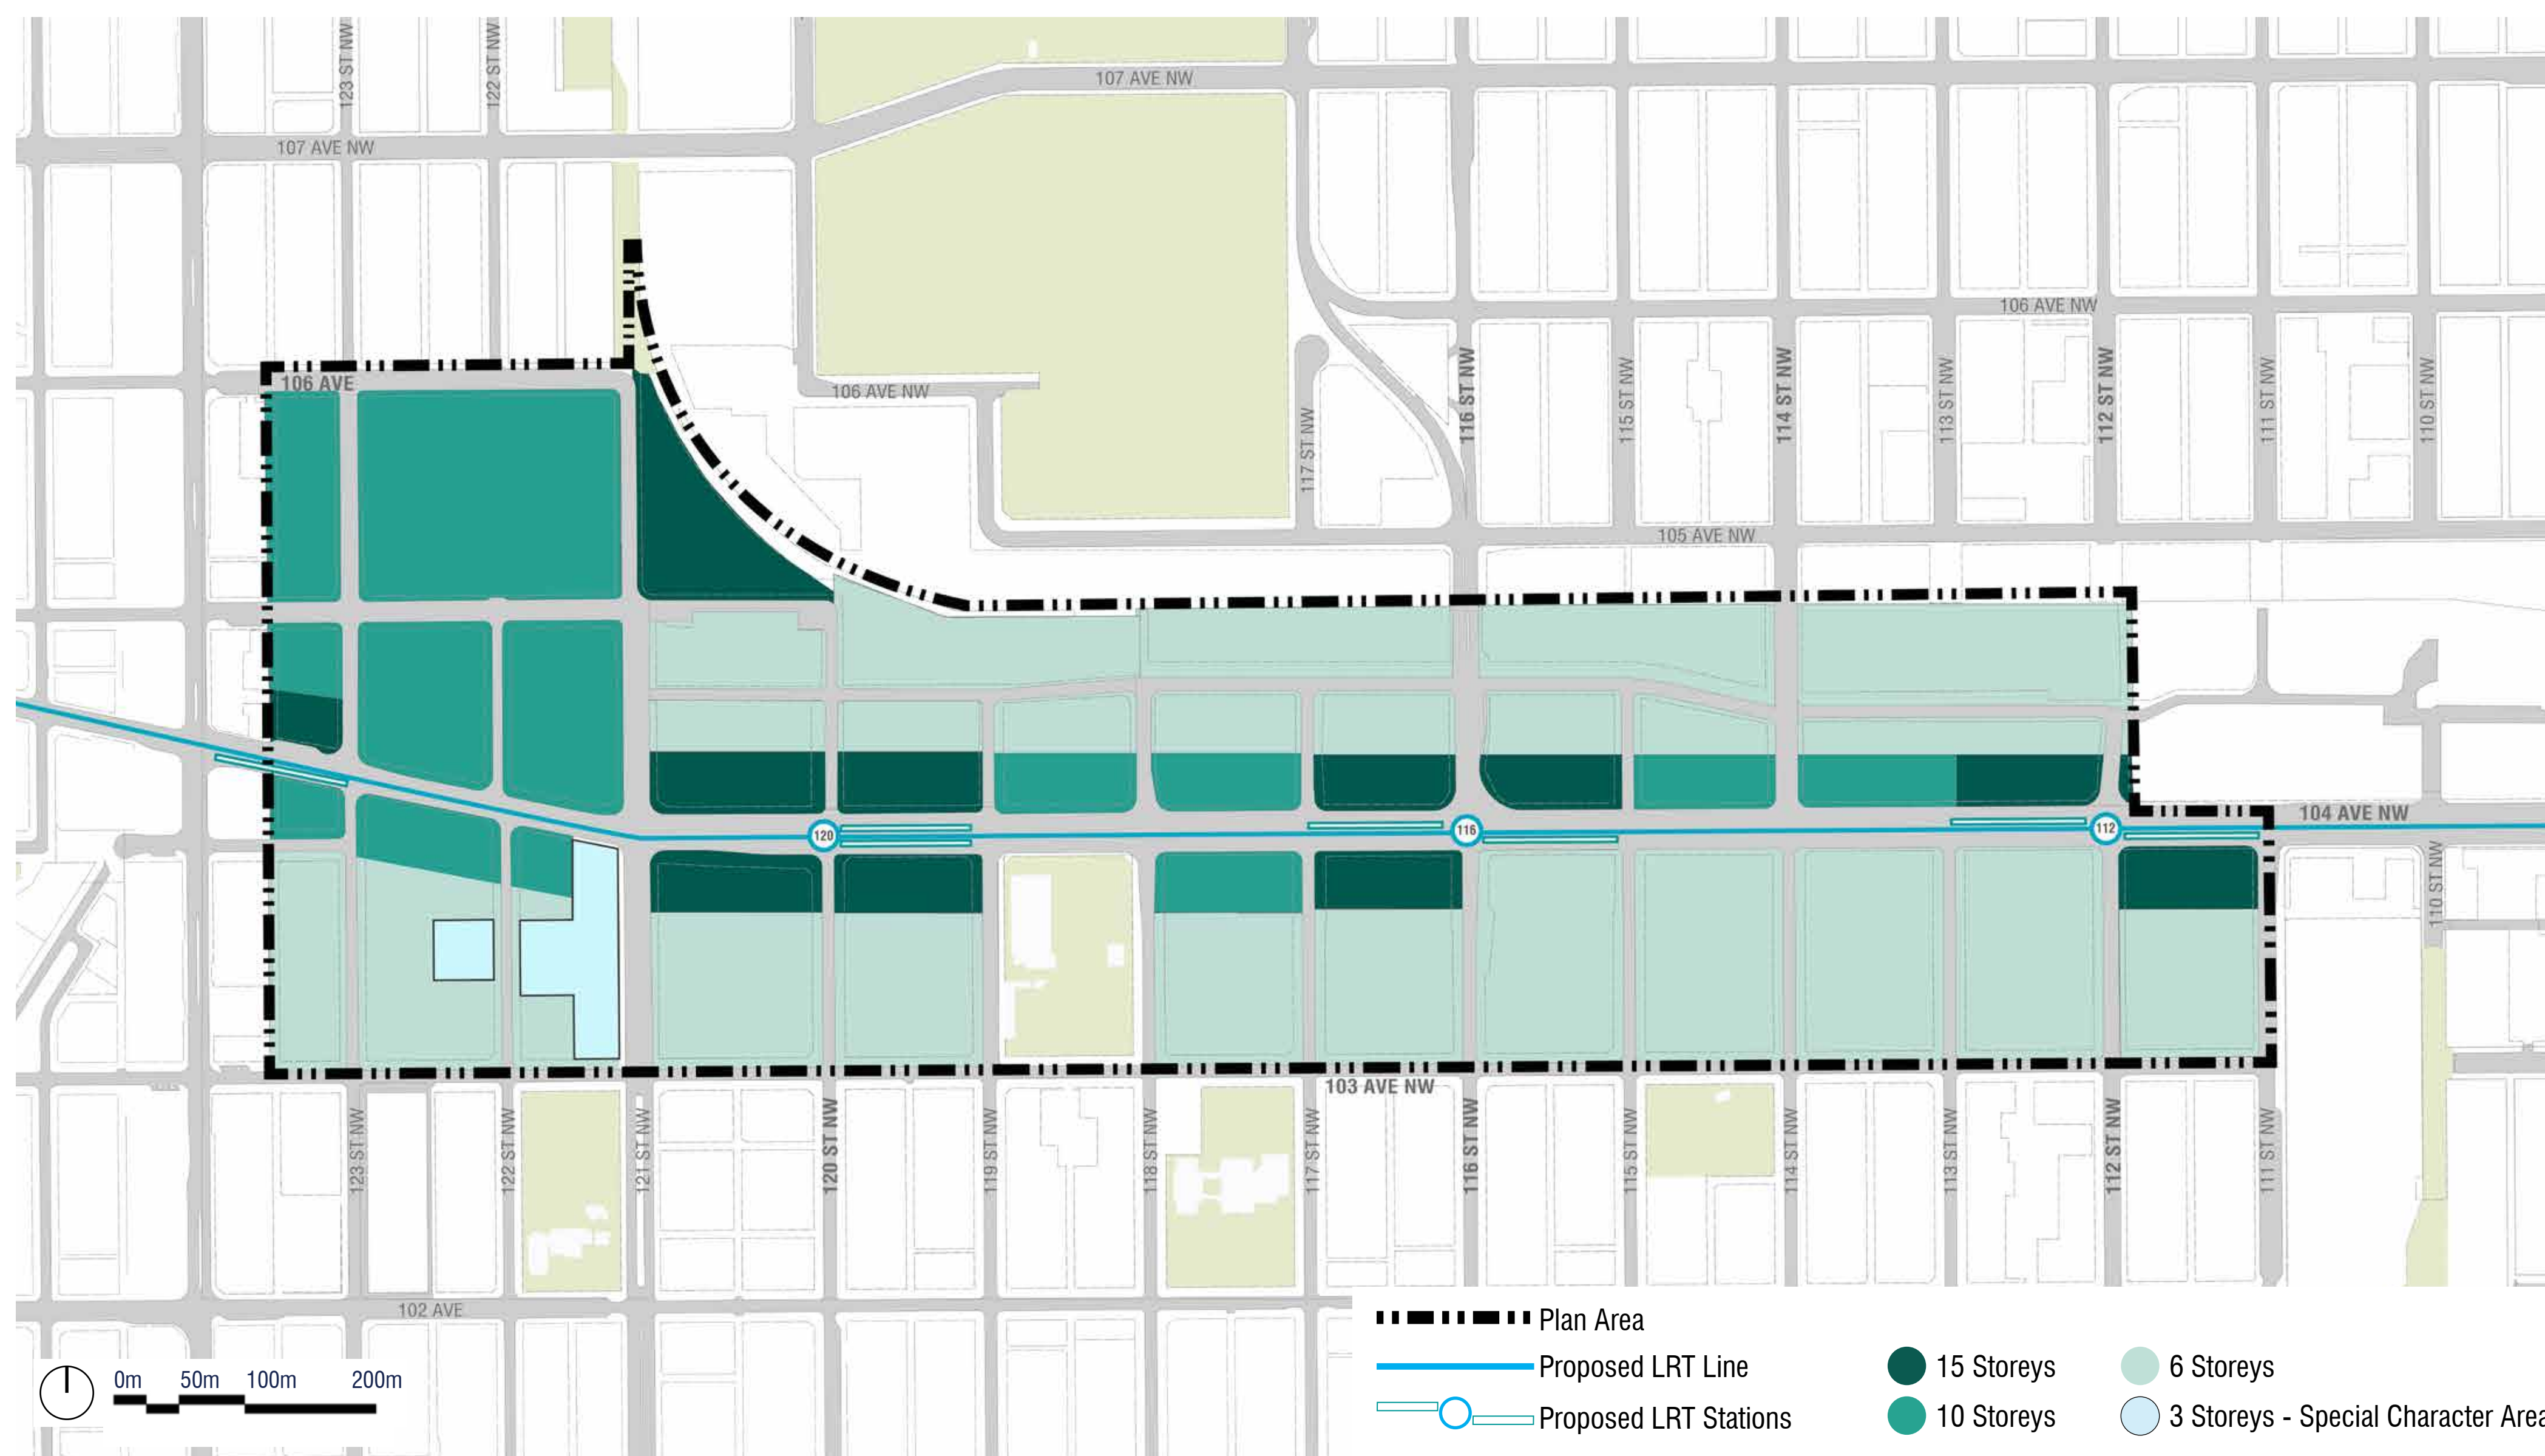 123 ST NW
122 ST NW
107 AVE NW
107 AVE NW
106 AVE NW
106 AVE
106 AVE NW
117 ST NW
116 ST NW
115 ST NW
114 ST NW
113 ST NW
112 ST NW
111 ST NW
110 ST NW
105 AVE NW
120
116
112
104 AVE NW
110 ST NW
103 AVE NW
123 ST NW
122 ST NW
121 ST NW
120 ST NW
119 ST NW
118 ST NW
117 ST NW
116 ST NW
115 ST NW
114 ST NW
113 ST NW
112 ST NW
111 ST NW
102 AVE
0m 50m 100m 200m
Plan Area
Proposed LRT Line
Proposed LRT Stations
15 Storeys
10 Storeys
6 Storeys
3 Storeys - Special Character Area